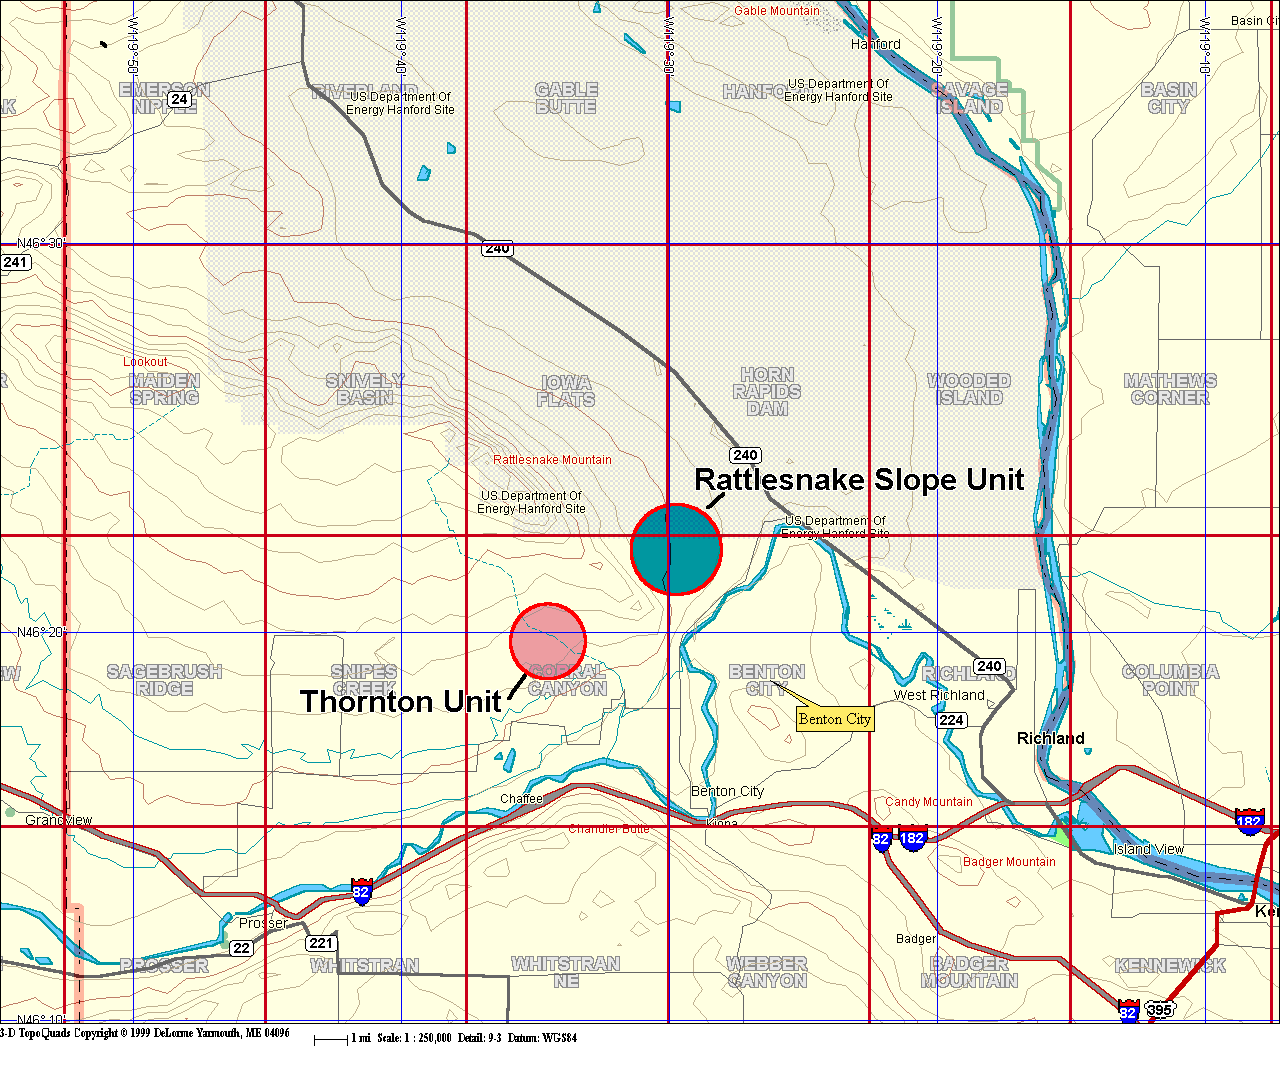 Gable Mountain
Basin Ci
W119°50'
W119°40'
W119°30'
W119°20'
W119°10'
Hanford
EMERSON
NIPPLE
24
RIVERLAND
US Department Of
Energy Hanford Site
GABLE
BUTTE
HANFORD
US Department Of
Energy Hanford Site
SAVAGE
ISLAND
BASIN
CITY
K
N46°30'
241
240
Lookout
R
MAIDEN
SPRING
SNIVELY
BASIN
IOWA
FLATS
HORN
RAPIDS
DAM
WOODED
ISLAND
MATHEWS
CORNER
Rattlesnake Mountain
240
Rattlesnake Slope Unit
US Department Of
Energy Hanford Site
US Department Of
Energy Hanford Site
N46°20'
W
SAGEBRUSH
RIDGE
SNIPES
CREEK
CORRAL
CANYON
BENTON
CITY
RICHLAND
240
COLUMBIA
POINT
Thornton Unit
West Richland
Benton City
224
Richland
Benton City
Chaffee
Candy Mountain
Grandview
Kiona
Chandler Butte
82
182
182
Island View
Badger Mountain
82
Prosser
Ke
22
221
Badger
PROSSER
WHITSTRAN
WHITSTRAN
NE
WEBBER
CANYON
BADGER
MOUNTAIN
KENNEWICK
82
395
N46°10'
3-D TopoQuads Copyright © 1999 DeLorme Yarmouth, ME 04096
1 mi Scale: 1 : 250,000 Detail: 9-3 Datum: WGS84